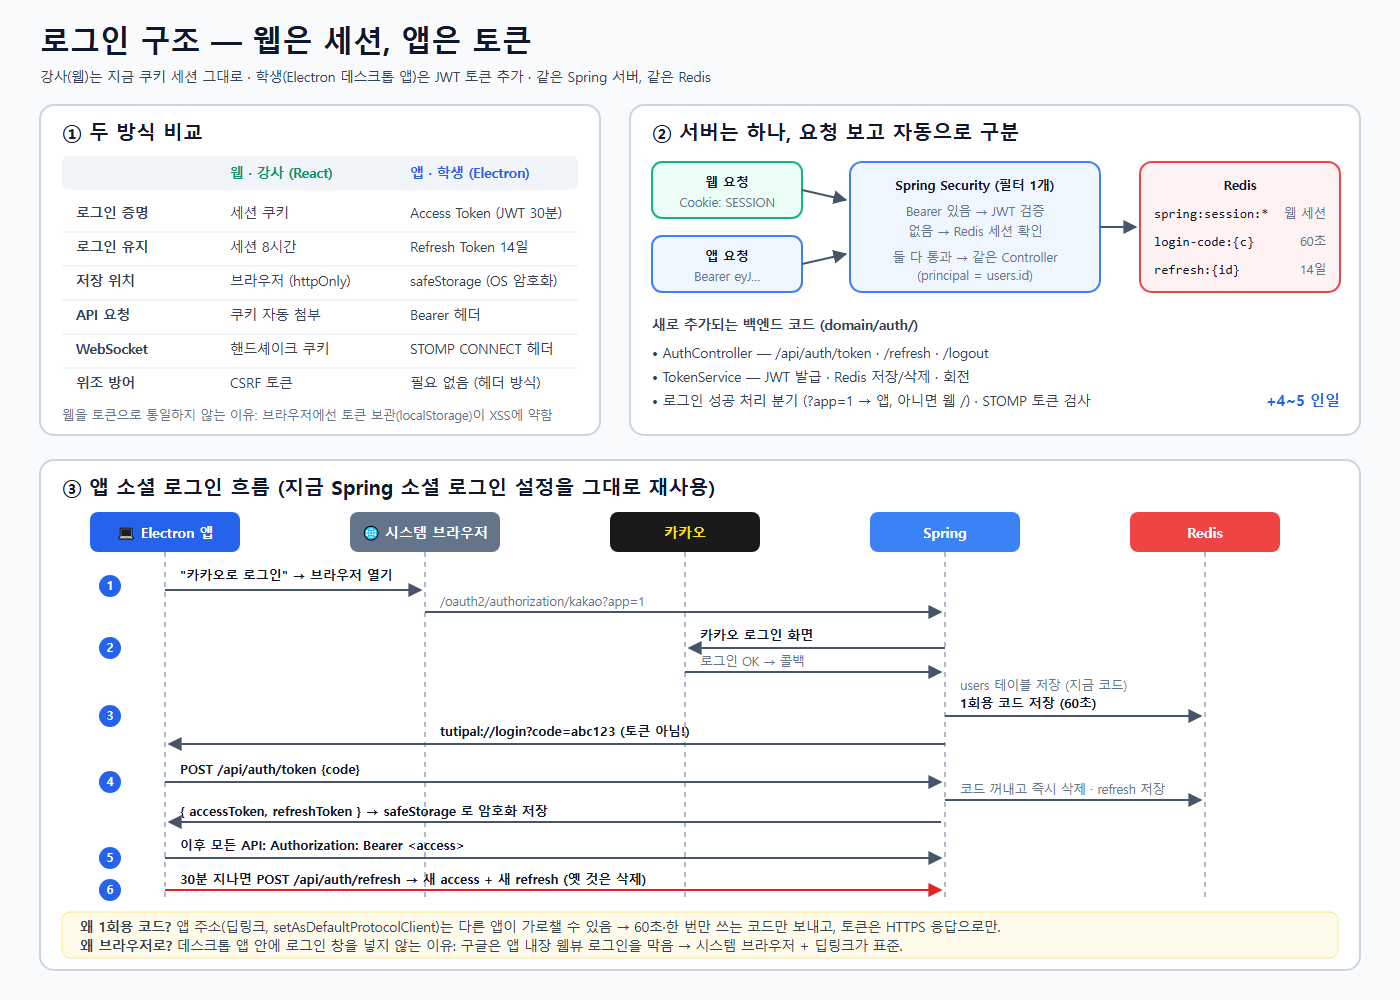 로그인 구조 — 웹은 세션, 앱은 토큰
강사(웹)는 지금 쿠키 세션 그대로 · 학생(Electron 데스크톱 앱)은 JWT 토큰 추가 · 같은 Spring 서버, 같은 Redis
① 두 방식 비교
웹 · 강사 (React) 앱 · 학생 (Electron)
로그인 증명 세션 쿠키 Access Token (JWT 30분)
로그인 유지 세션 8시간 Refresh Token 14일
저장 위치 브라우저 (httpOnly) safeStorage (OS 암호화)
API 요청 쿠키 자동 첨부 Bearer 헤더
WebSocket 핸드셰이크 쿠키 STOMP CONNECT 헤더
위조 방어 CSRF 토큰 필요 없음 (헤더 방식)
웹을 토큰으로 통일하지 않는 이유: 브라우저에선 토큰 보관(localStorage)이 XSS에 약함
② 서버는 하나, 요청 보고 자동으로 구분
웹 요청
Cookie: SESSION
앱 요청
Bearer eyJ...
Spring Security (필터 1개)
Bearer 있음 → JWT 검증
없음 → Redis 세션 확인
둘 다 통과 → 같은 Controller
(principal = users.id)
Redis
spring:session:* 웹 세션
login-code:{c} 60초
refresh:{id} 14일
새로 추가되는 백엔드 코드 (domain/auth/)
• AuthController — /api/auth/token · /refresh · /logout
• TokenService — JWT 발급 · Redis 저장/삭제 · 회전
• 로그인 성공 처리 분기 (?app=1 → 앱, 아니면 웹 /) · STOMP 토큰 검사 +4~5 인일
③ 앱 소셜 로그인 흐름 (지금 Spring 소셜 로그인 설정을 그대로 재사용)
💻 Electron 앱 🌐 시스템 브라우저 카카오 Spring Redis
1 "카카오로 로그인" → 브라우저 열기
/oauth2/authorization/kakao?app=1
2 카카오 로그인 화면
로그인 OK → 콜백
users 테이블 저장 (지금 코드)
3 1회용 코드 저장 (60초)
tutipal://login?code=abc123 (토큰 아님!)
4 POST /api/auth/token {code}
코드 꺼내고 즉시 삭제 · refresh 저장
{ accessToken, refreshToken } → safeStorage 로 암호화 저장
5 이후 모든 API: Authorization: Bearer <access>
6 30분 지나면 POST /api/auth/refresh → 새 access + 새 refresh (옛 것은 삭제)
왜 1회용 코드? 앱 주소(딥링크, setAsDefaultProtocolClient)는 다른 앱이 가로챌 수 있음 → 60초·한 번만 쓰는 코드만 보내고, 토큰은 HTTPS 응답으로만.
왜 브라우저로? 데스크톱 앱 안에 로그인 창을 넣지 않는 이유: 구글은 앱 내장 웹뷰 로그인을 막음 → 시스템 브라우저 + 딥링크가 표준.